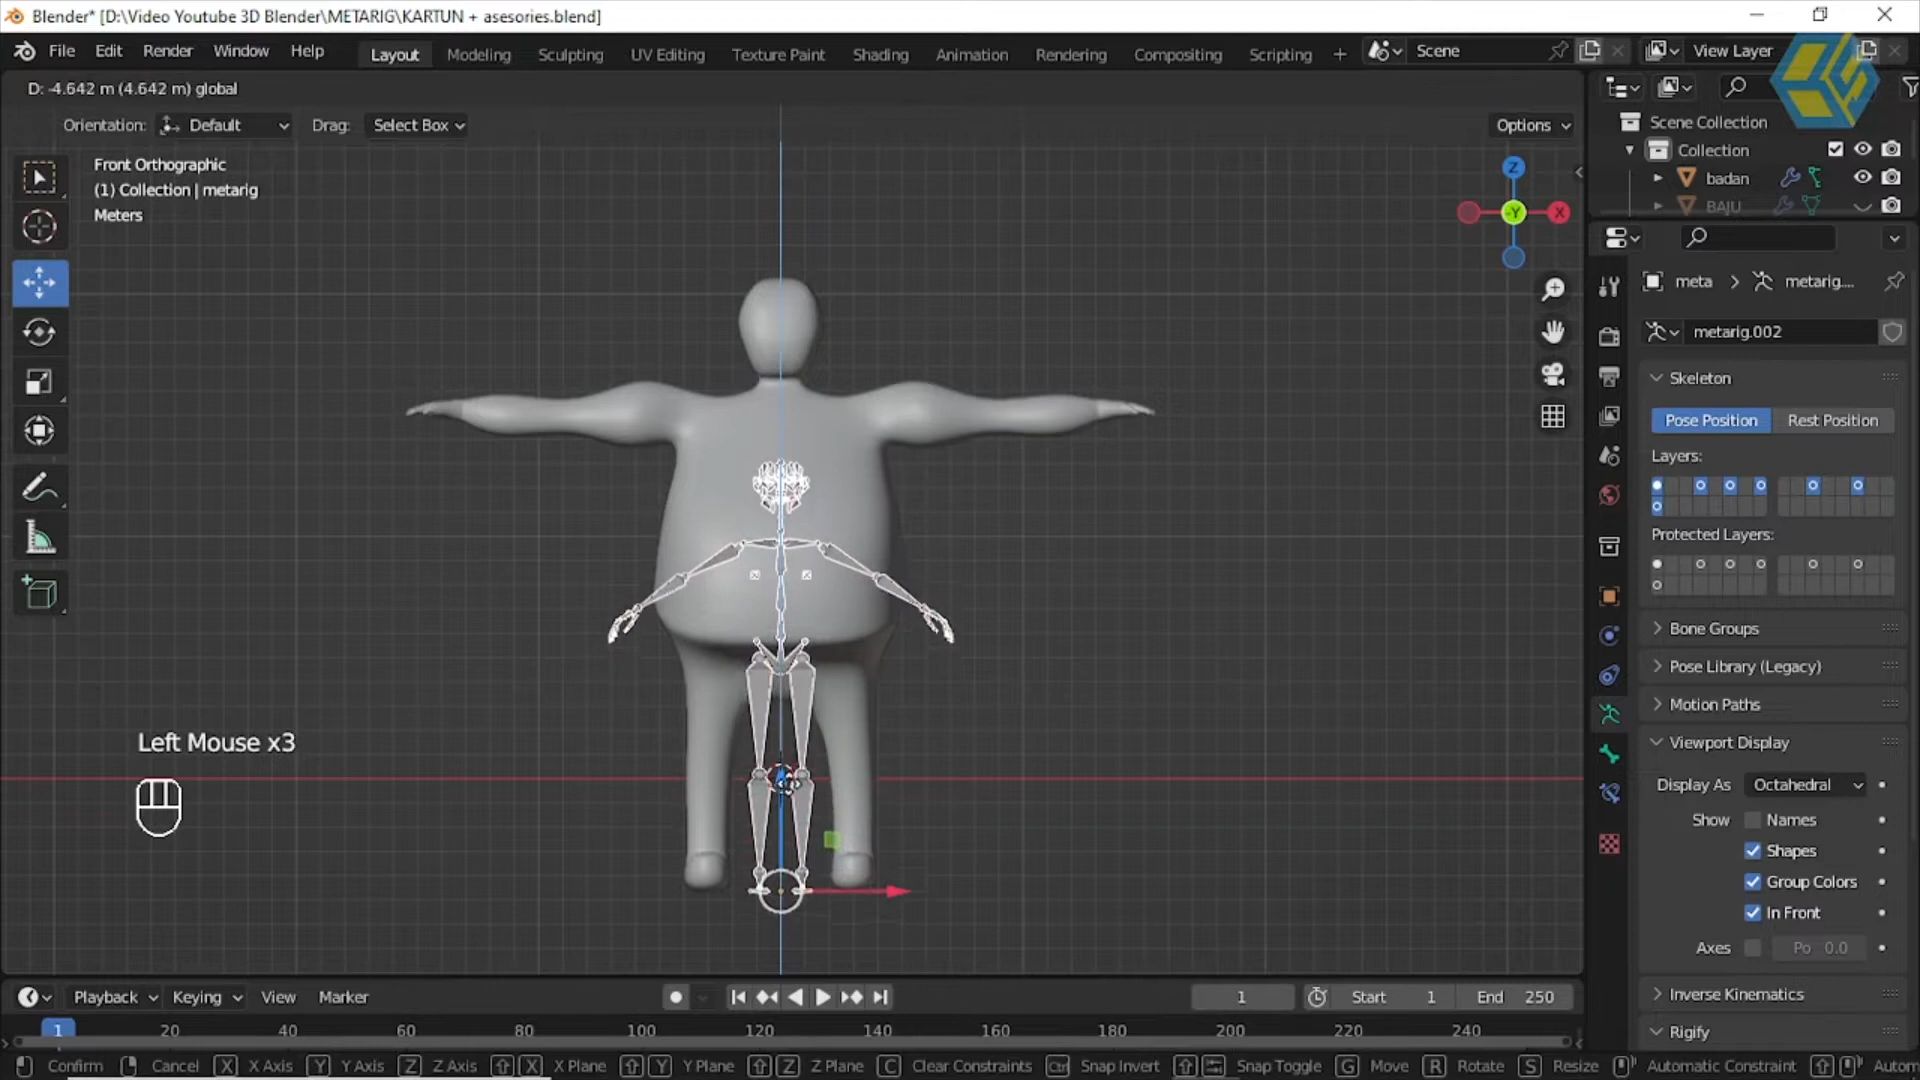 Blender* [D:\Video Youtube 3D Blender\METARIG\KARTUN + asesories.blend]
File Edit Render Window Help Layout Modeling Sculpting UV Editing Texture Paint Shading Animation Rendering Compositing Scripting + Scene View Layer
D: -4.642 m (4.642 m) global
Orientation: Default Drag: Select Box Options
Front Orthographic
(1) Collection | metarig
Meters
Z
-Y X
Left Mouse x3
Scene Collection
Collection
badan
BAJU
meta metarig....
metarig.002
Skeleton
Pose Position Rest Position
Layers:
Protected Layers:
Bone Groups
Pose Library (Legacy)
Motion Paths
Viewport Display
Display As Octahedral
Show Names
Shapes
Group Colors
In Front
Axes Po 0.0
Inverse Kinematics
Rigify
Playback Keying View Marker 1 Start 1 End 250
1 20 40 60 80 100 120 140 160 180 200 220 240
Confirm Cancel X X Axis Y Y Axis Z Z Axis X X Plane Y Y Plane Z Z Plane C Clear Constraints Ctrl Snap Invert Snap Toggle G Move R Rotate S Resize Automatic Constraint Autom